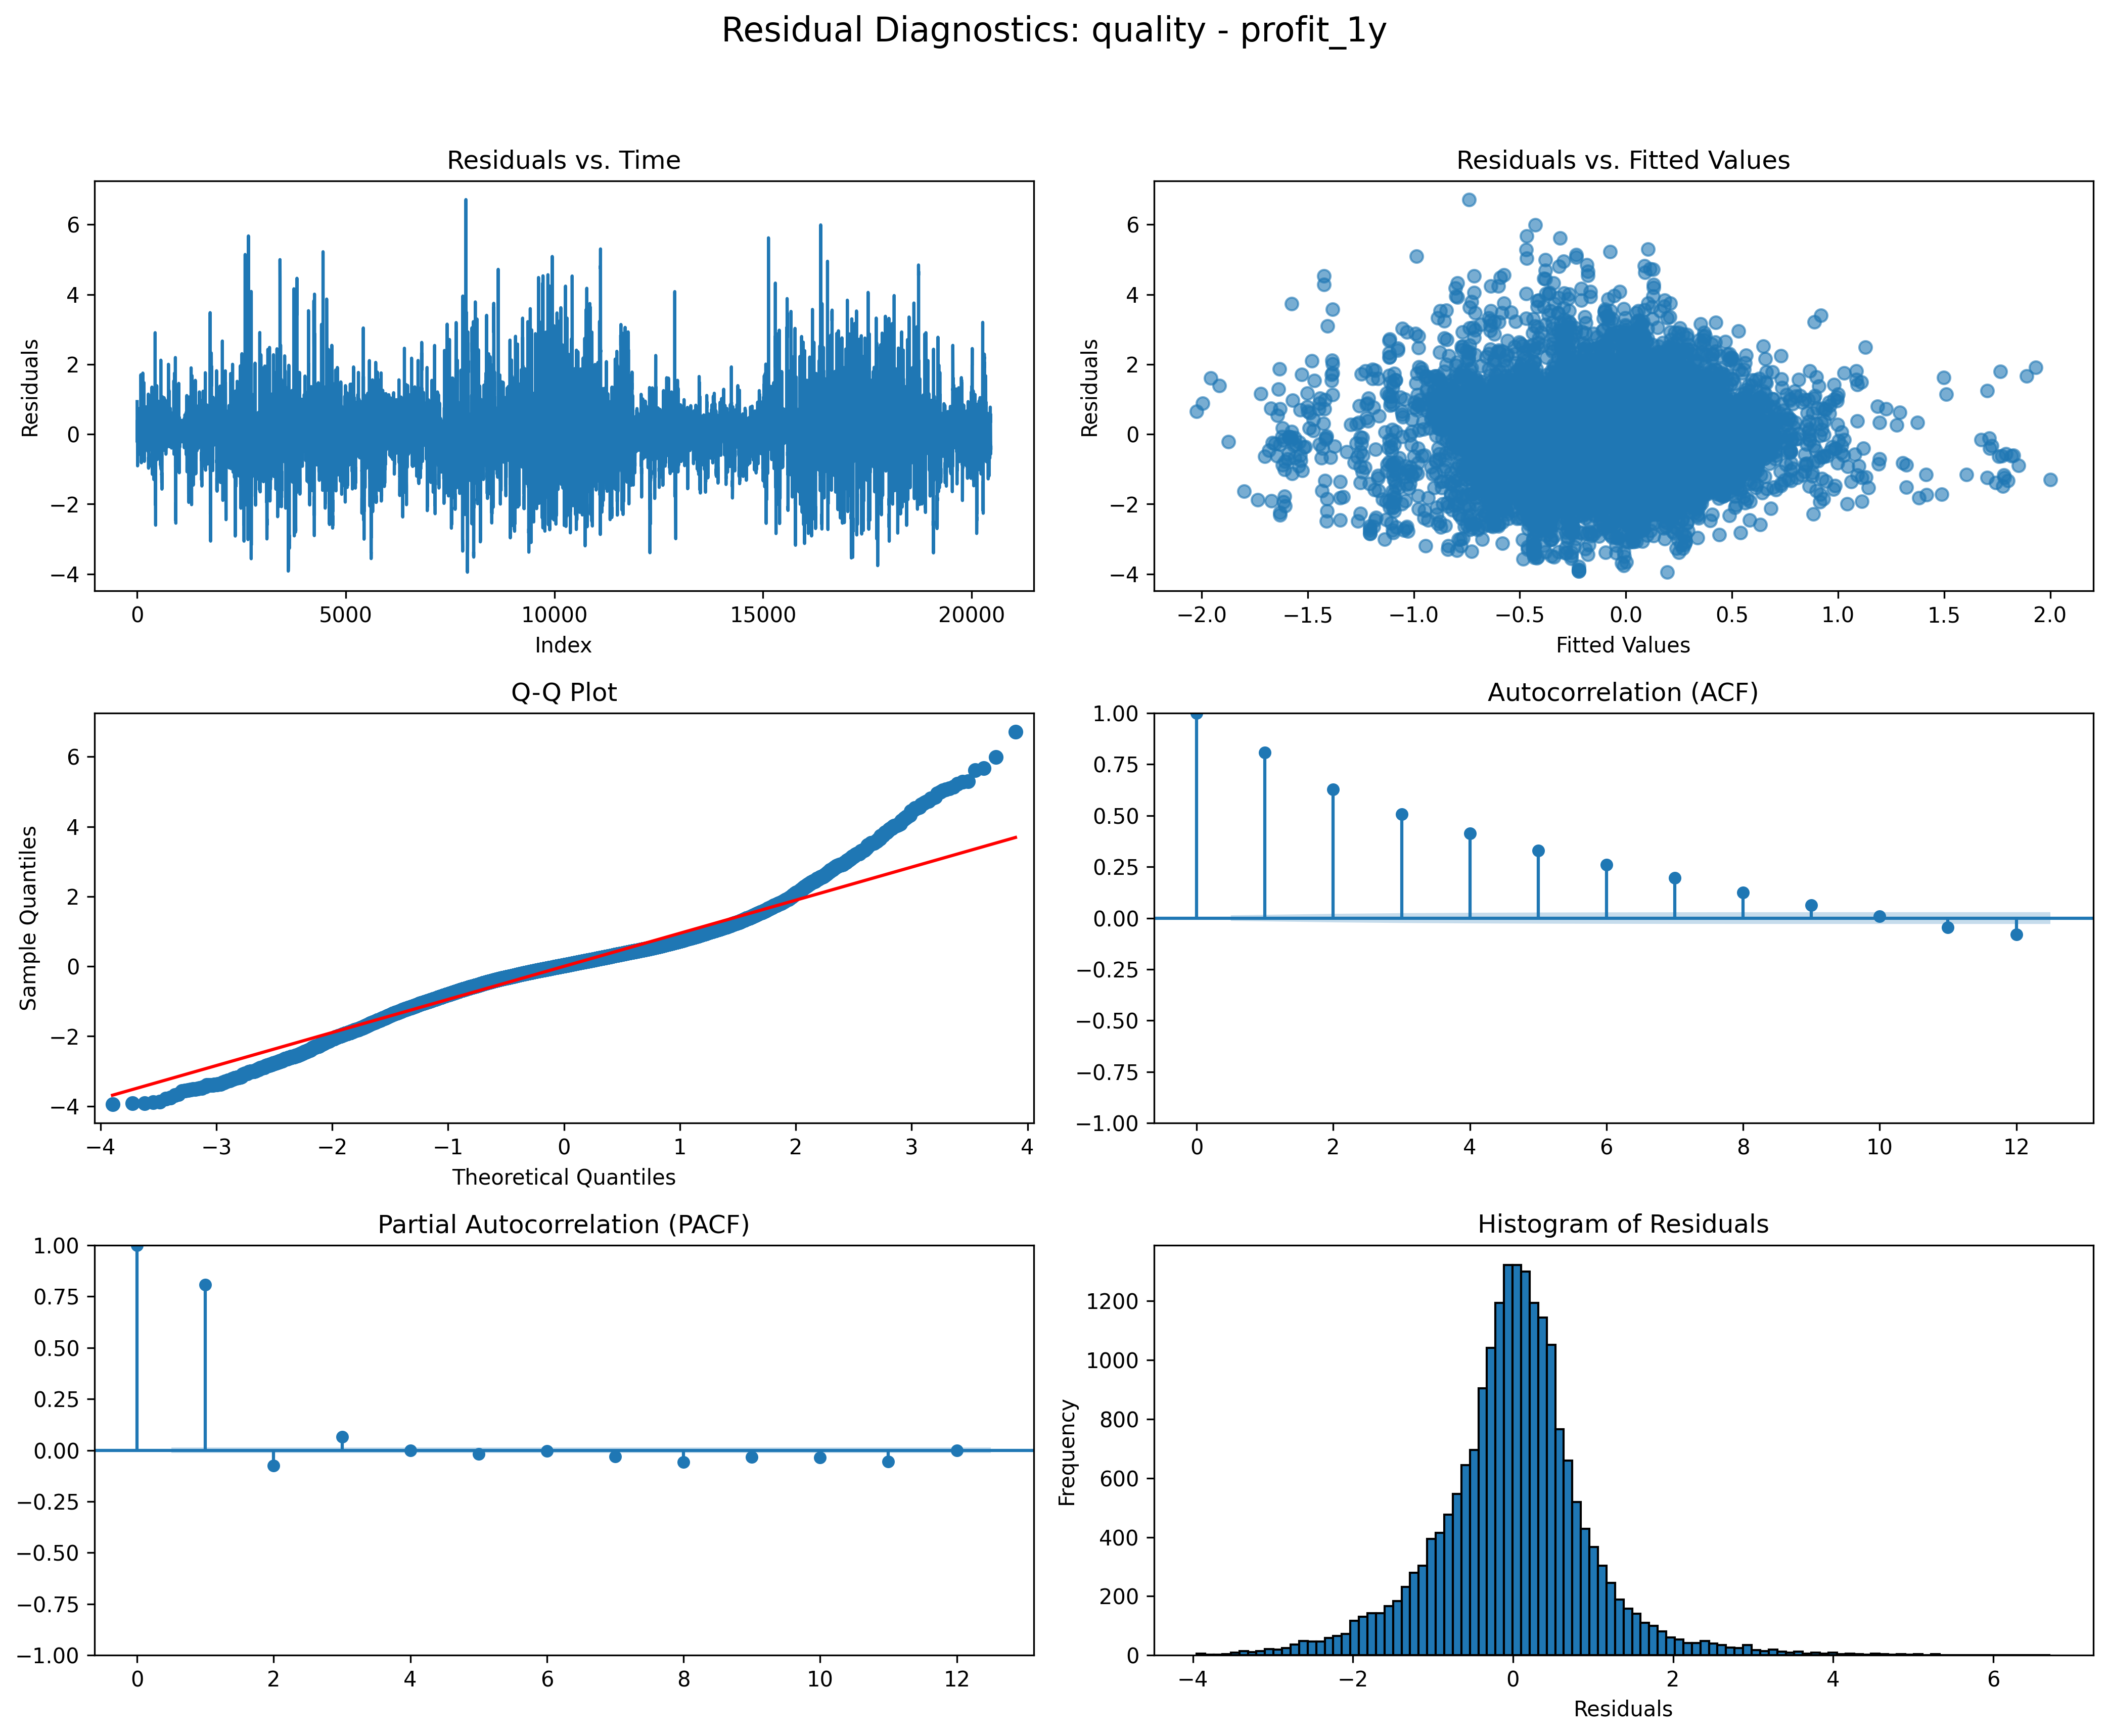 Residual Diagnostics: quality - profit_1y
Residuals vs. Time
Residuals
6
4
2
0
−2
−4
0 5000 10000 15000 20000
Index
Residuals vs. Fitted Values
Residuals
6
4
2
0
−2
−4
−2.0 −1.5 −1.0 −0.5 0.0 0.5 1.0 1.5 2.0
Fitted Values
Q-Q Plot
Sample Quantiles
6
4
2
0
−2
−4
−4 −3 −2 −1 0 1 2 3 4
Theoretical Quantiles
Autocorrelation (ACF)
1.00
0.75
0.50
0.25
0.00
−0.25
−0.50
−0.75
−1.00
0 2 4 6 8 10 12
Partial Autocorrelation (PACF)
1.00
0.75
0.50
0.25
0.00
−0.25
−0.50
−0.75
−1.00
0 2 4 6 8 10 12
Histogram of Residuals
Frequency
1200
1000
800
600
400
200
0
−4 −2 0 2 4 6
Residuals